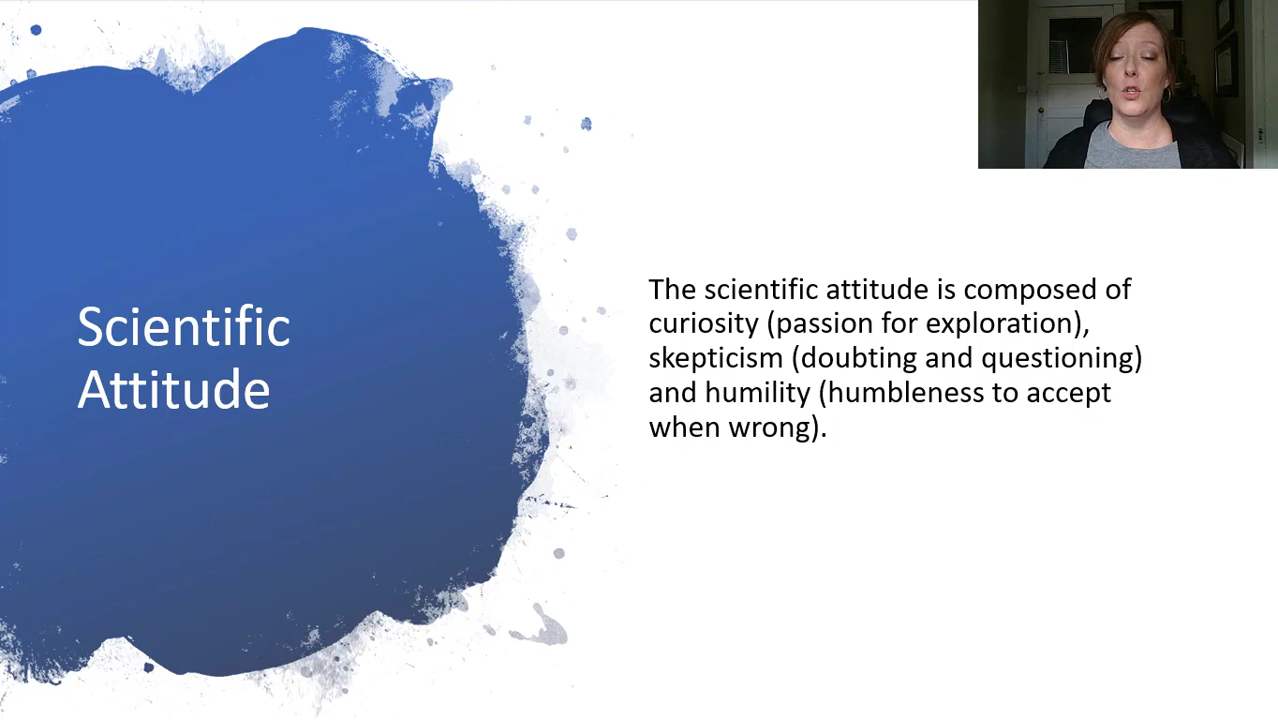 Scientific
Attitude
The scientific attitude is composed of
curiosity (passion for exploration),
skepticism (doubting and questioning)
and humility (humbleness to accept
when wrong).